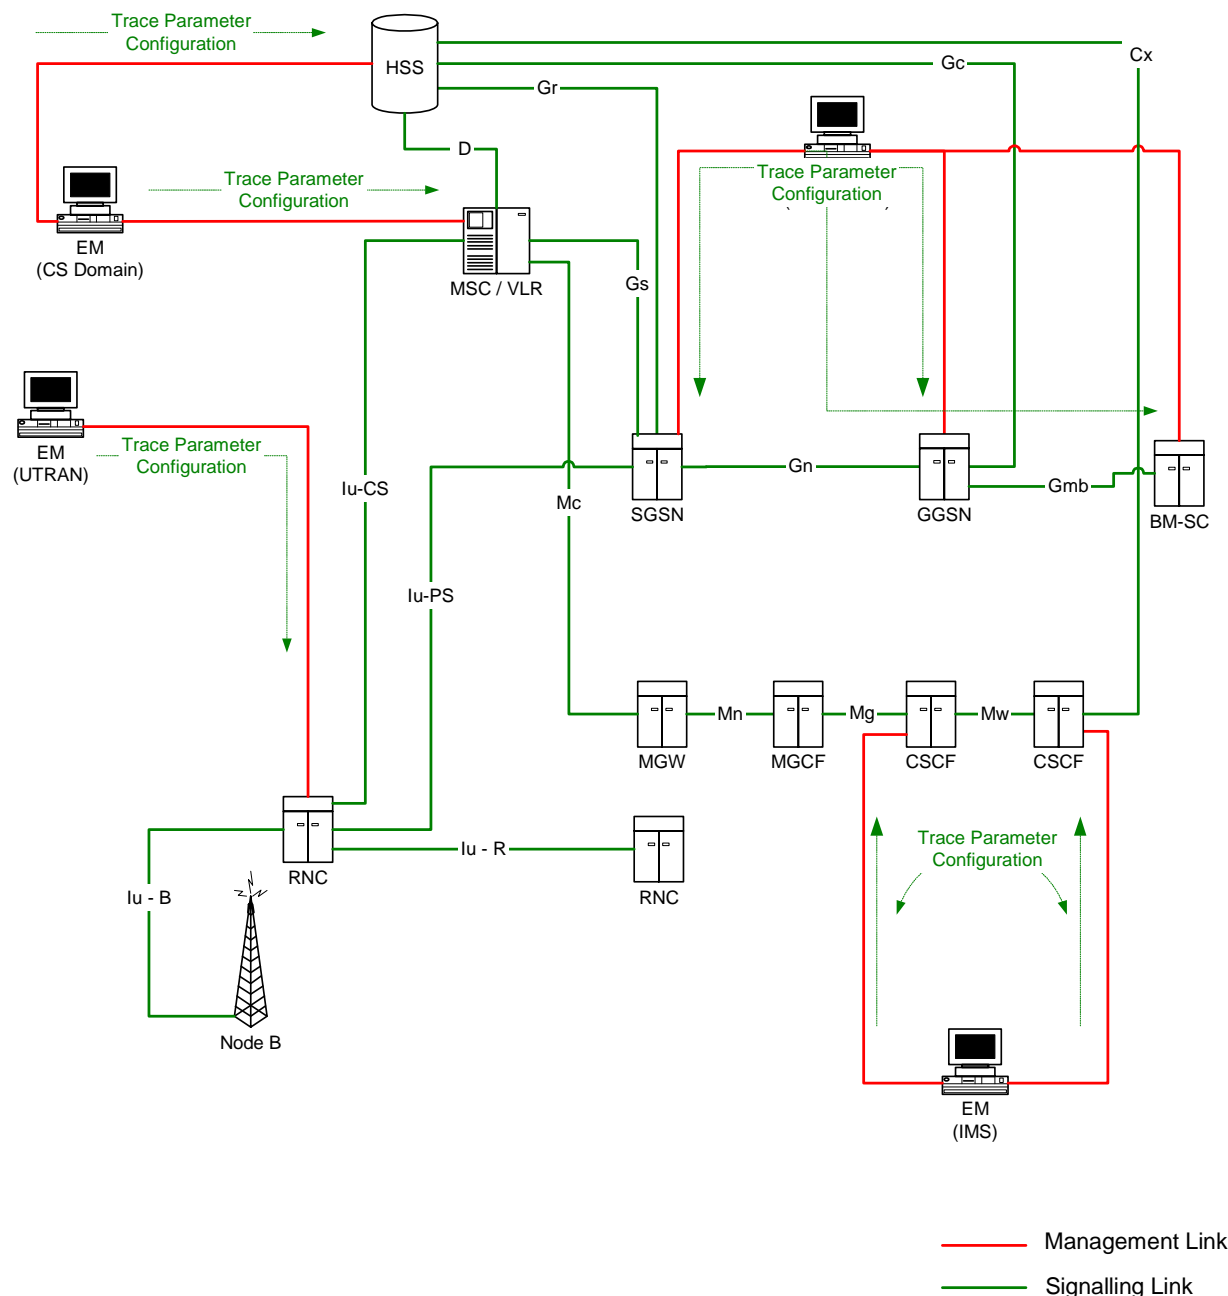 Trace Parameter
Configuration
HSS
Cx
Gc
Gr
D
Trace Parameter
Configuration
Trace Parameter
Configuration
EM
(CS Domain)
MSC / VLR
Gs
EM
(UTRAN)
Trace Parameter
Configuration
Iu-CS
Mc
SGSN
Gn
GGSN
Gmb
BM-SC
Iu-PS
Mn
Mg
Mw
MGW
MGCF
CSCF
CSCF
Iu - R
RNC
RNC
Iu - B
Trace Parameter
Configuration
Node B
EM
(IMS)
Management Link
Signalling Link